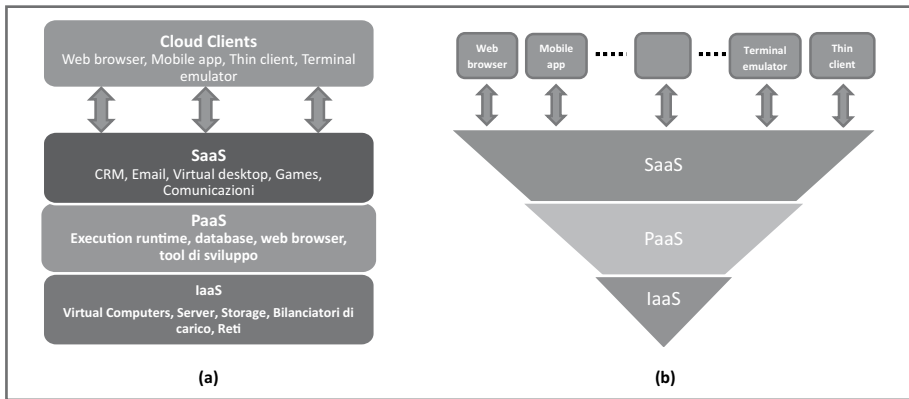 Cloud Clients
Web browser, Mobile app, Thin client, Terminal
emulator
SaaS
CRM, Email, Virtual desktop, Games,
Comunicazioni
PaaS
Execution runtime, database, web browser,
tool di sviluppo
IaaS
Virtual Computers, Server, Storage, Bilanciatori di
carico, Reti
(a)
Web
browser
Mobile
app
Terminal
emulator
Thin
client
SaaS
PaaS
IaaS
(b)